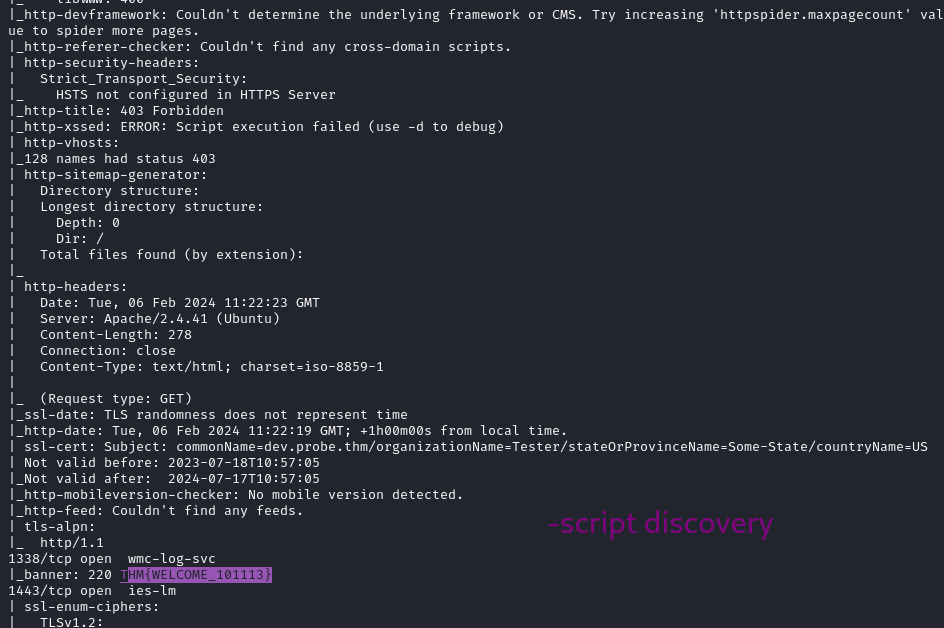 |_http-devframework: Couldn't determine the underlying framework or CMS. Try increasing 'httpspider.maxpagecount' val
ue to spider more pages.
|_http-referer-checker: Couldn't find any cross-domain scripts.
| http-security-headers:
|   Strict_Transport_Security:
|_    HSTS not configured in HTTPS Server
|_http-title: 403 Forbidden
|_http-xssed: ERROR: Script execution failed (use -d to debug)
| http-vhosts:
|_128 names had status 403
| http-sitemap-generator:
|   Directory structure:
|   Longest directory structure:
|     Depth: 0
|     Dir: /
|   Total files found (by extension):
|_
| http-headers:
|   Date: Tue, 06 Feb 2024 11:22:23 GMT
|   Server: Apache/2.4.41 (Ubuntu)
|   Content-Length: 278
|   Connection: close
|   Content-Type: text/html; charset=iso-8859-1
|
|_  (Request type: GET)
|_ssl-date: TLS randomness does not represent time
|_http-date: Tue, 06 Feb 2024 11:22:19 GMT; +1h00m00s from local time.
| ssl-cert: Subject: commonName=dev.probe.thm/organizationName=Tester/stateOrProvinceName=Some-State/countryName=US
| Not valid before: 2023-07-18T10:57:05
|_Not valid after:  2024-07-17T10:57:05
|_http-mobileversion-checker: No mobile version detected.
|_http-feed: Couldn't find any feeds.
-script discovery
| tls-alpn:
|_  http/1.1
1338/tcp open  wmc-log-svc
|_banner: 220 THM{WELCOME_101113}
1443/tcp open  ies-lm
| ssl-enum-ciphers:
|   TLSv1.2: